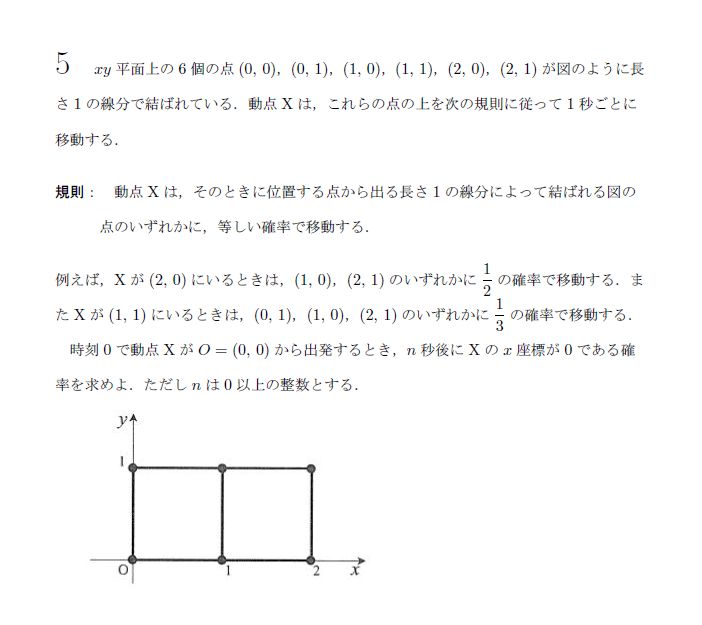 5 xy 平面上の 6 個の点 (0, 0), (0, 1), (1, 0), (1, 1), (2, 0), (2, 1) が図のように長
さ 1 の線分で結ばれている．動点 X は，これらの点の上を次の規則に従って 1 秒ごとに
移動する．
規則： 動点 X は，そのときに位置する点から出る長さ 1 の線分によって結ばれる図の
点のいずれかに，等しい確率で移動する．
例えば，X が (2, 0) にいるときは，(1, 0), (2, 1) のいずれかに 1/2 の確率で移動する．ま
た X が (1, 1) にいるときは，(0, 1), (1, 0), (2, 1) のいずれかに 1/3 の確率で移動する．
時刻 0 で動点 X が O = (0, 0) から出発するとき，n 秒後に X の x 座標が 0 である確
率を求めよ．ただし n は 0 以上の整数とする．
y
1
O 1 2 x